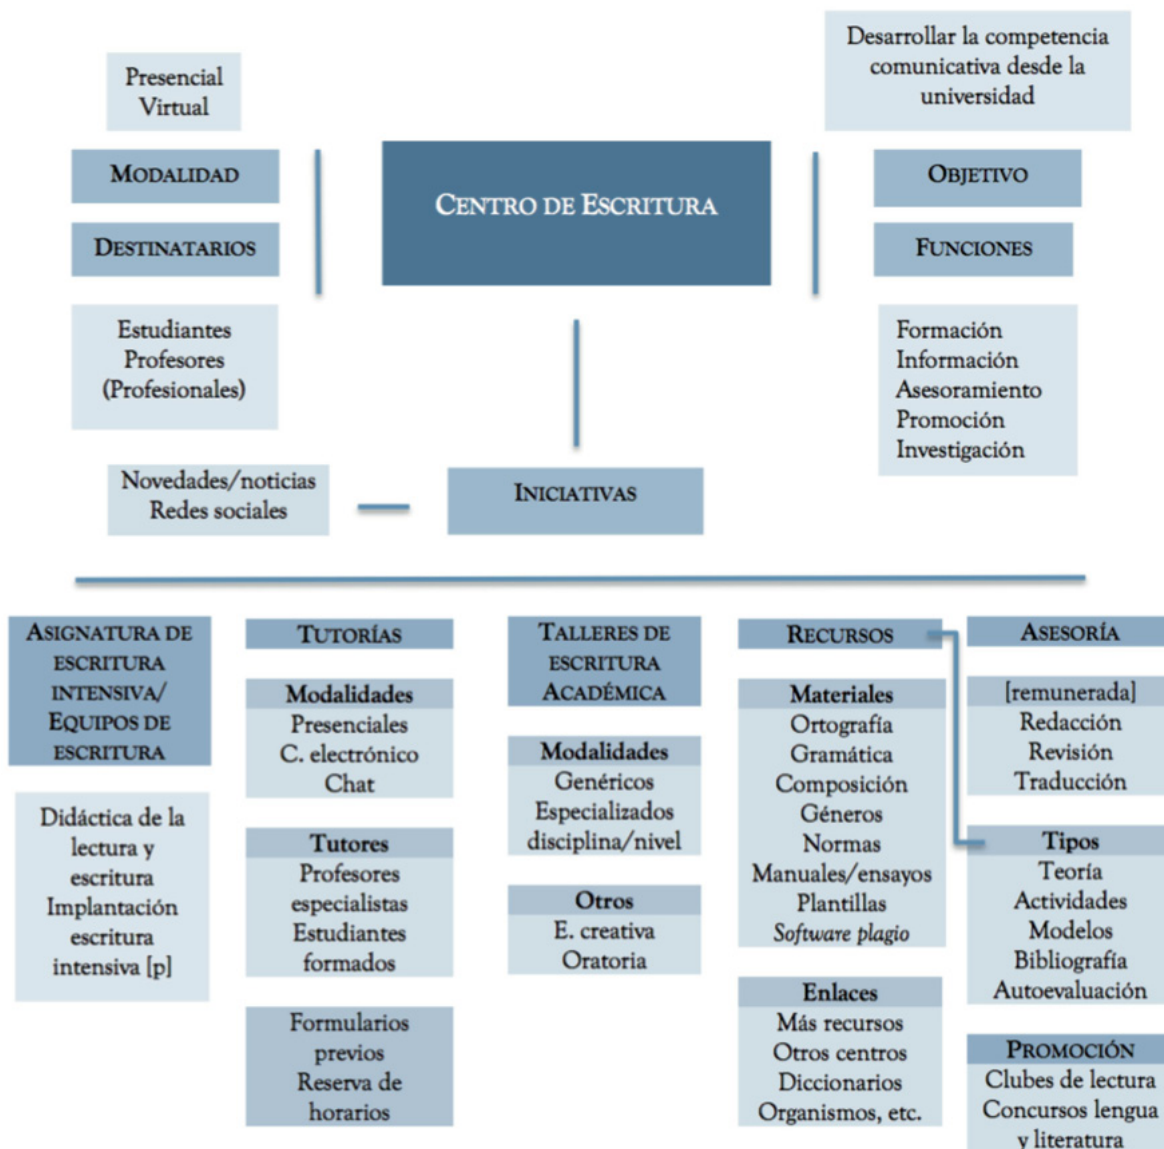 Presencial
Virtual
MODALIDAD
DESTINATARIOS
Estudiantes
Profesores
(Profesionales)
CENTRO DE ESCRITURA
Desarrollar la competencia
comunicativa desde la
universidad
OBJETIVO
FUNCIONES
Formación
Información
Asesoramiento
Promoción
Investigación
Novedades/noticias
Redes sociales
INICIATIVAS
ASIGNATURA DE
ESCRITURA
INTENSIVA/
EQUIPOS DE
ESCRITURA
Didáctica de la
lectura y
escritura
Implantación
escritura
intensiva [p]
TUTORÍAS
Modalidades
Presenciales
C. electrónico
Chat
Tutores
Profesores
especialistas
Estudiantes
formados
Formularios
previos
Reserva de
horarios
TALLERES DE
ESCRITURA
ACADÉMICA
Modalidades
Genéricos
Especializados
disciplina/nivel
Otros
E. creativa
Oratoria
RECURSOS
Materiales
Ortografía
Gramática
Composición
Géneros
Normas
Manuales/ensayos
Plantillas
Software plagio
Enlaces
Más recursos
Otros centros
Diccionarios
Organismos, etc.
ASESORÍA
[remunerada]
Redacción
Revisión
Traducción
Tipos
Teoría
Actividades
Modelos
Bibliografía
Autoevaluación
PROMOCIÓN
Clubes de lectura
Concursos lengua
y literatura